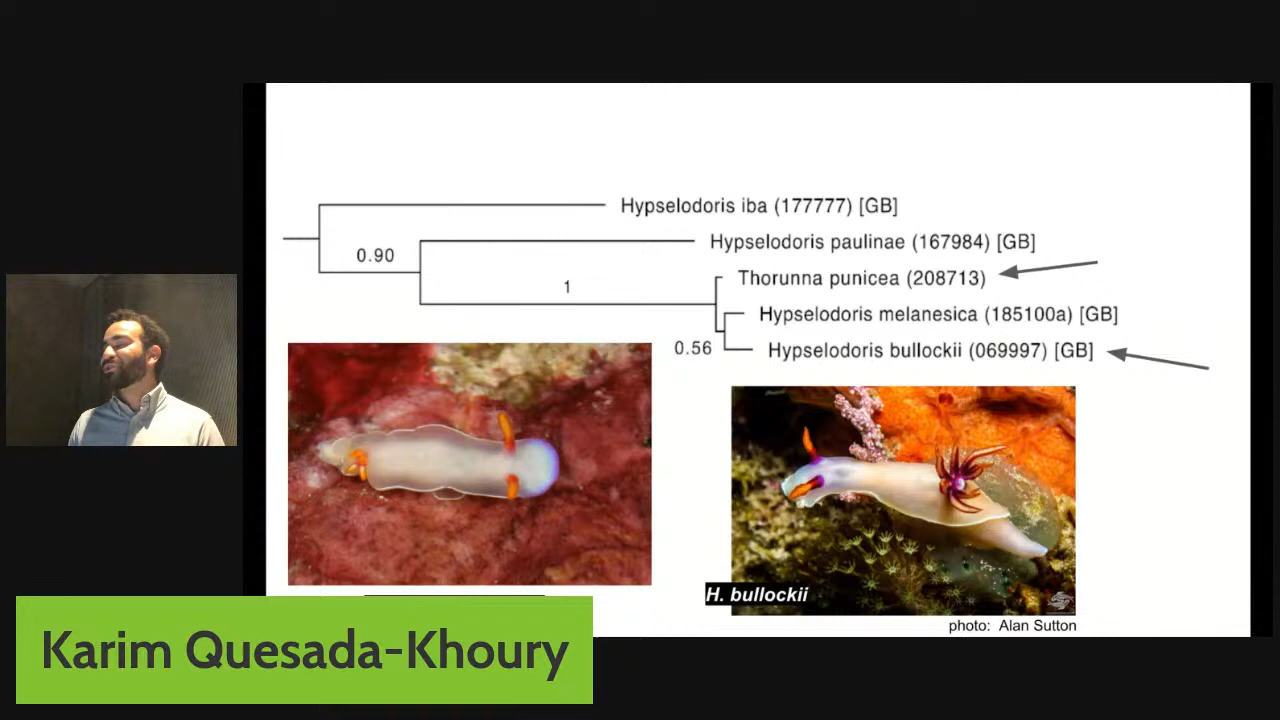 Hypselodoris iba (177777) [GB]
0.90
Hypselodoris paulinae (167984) [GB]
Thorunna punicea (208713)
1
Hypselodoris melanesica (185100a) [GB]
0.56
Hypselodoris bullockii (069997) [GB]
H. bullockii
photo: Alan Sutton
Karim Quesada-Khoury